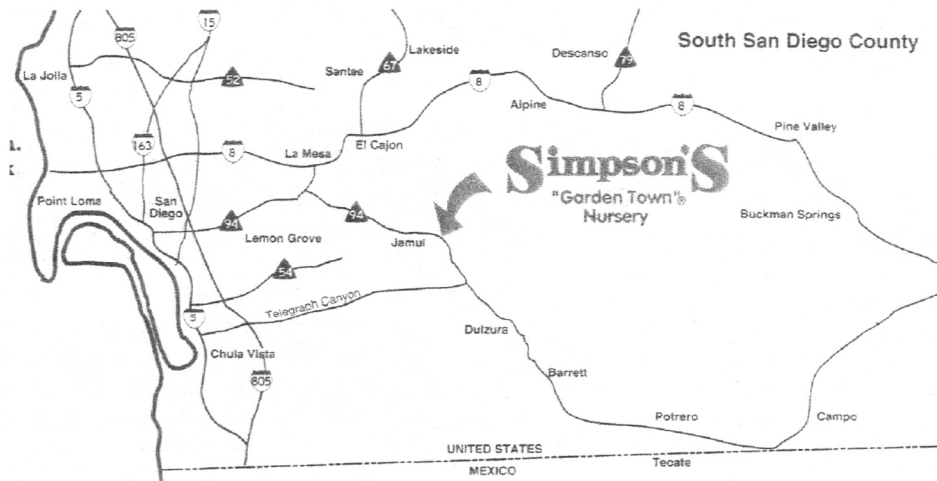 15
805
Lakeside
Descanso
South San Diego County
67
79
Santee
La Jolla
52
8
5
Alpine
8
Pine Valley
163
El Cajon
8
La Mesa
Simpson'S
"Garden Town"®
Nursery
Point Loma
San
Diego
94
94
Buckman Springs
Lemon Grove
Jamul
54
Telegraph Canyon
5
Dulzura
Chula Vista
805
Barrett
Potrero
Campo
UNITED STATES
MEXICO
Tecate